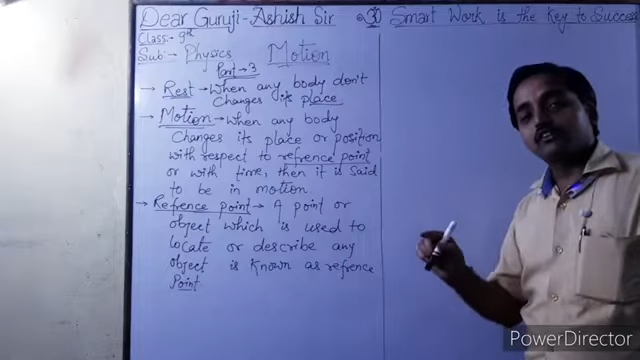 Dear Guruji-Ashish Sir
③ Smart Work is the Key to Success
Class:- 9th
Sub:- Physics Motion
Part-3
→ Rest → When any body don't
Changes its place
→ Motion → When any body
Changes its place or position
with respect to refrence point
or with time, then it is said
to be in motion.
→ Refrence point → A point or
object which is used to
locate or describe any
object is known as refrence
Point
PowerDirector